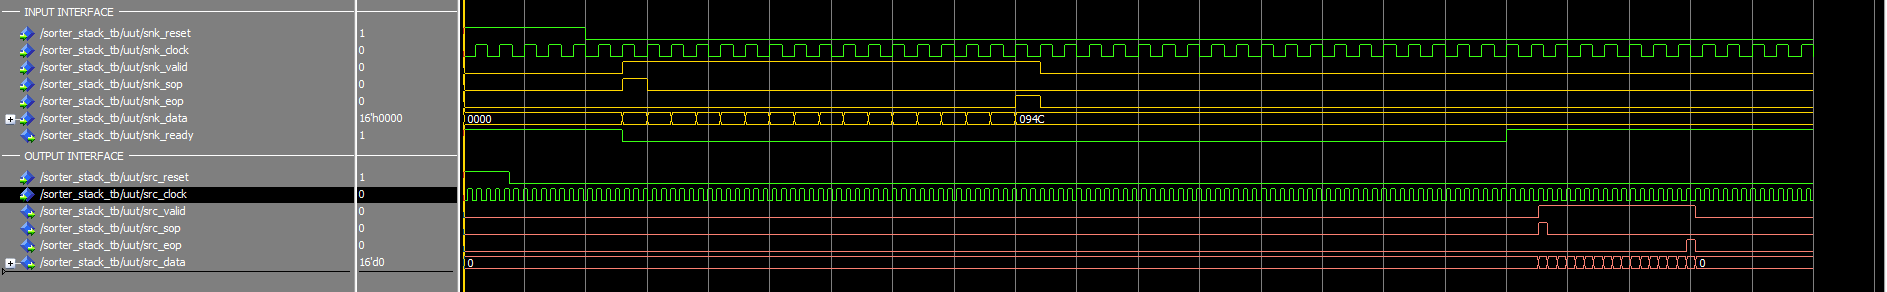 INPUT INTERFACE
/sorter_stack_tb/uut/snk_reset 1
/sorter_stack_tb/uut/snk_clock 0
/sorter_stack_tb/uut/snk_valid 0
/sorter_stack_tb/uut/snk_sop 0
/sorter_stack_tb/uut/snk_eop 0
/sorter_stack_tb/uut/snk_data 16'h0000 0000 094C
/sorter_stack_tb/uut/snk_ready 1
OUTPUT INTERFACE
/sorter_stack_tb/uut/src_reset 1
/sorter_stack_tb/uut/src_clock 0
/sorter_stack_tb/uut/src_valid 0
/sorter_stack_tb/uut/src_sop 0
/sorter_stack_tb/uut/src_eop 0
/sorter_stack_tb/uut/src_data 16'd0 0 0